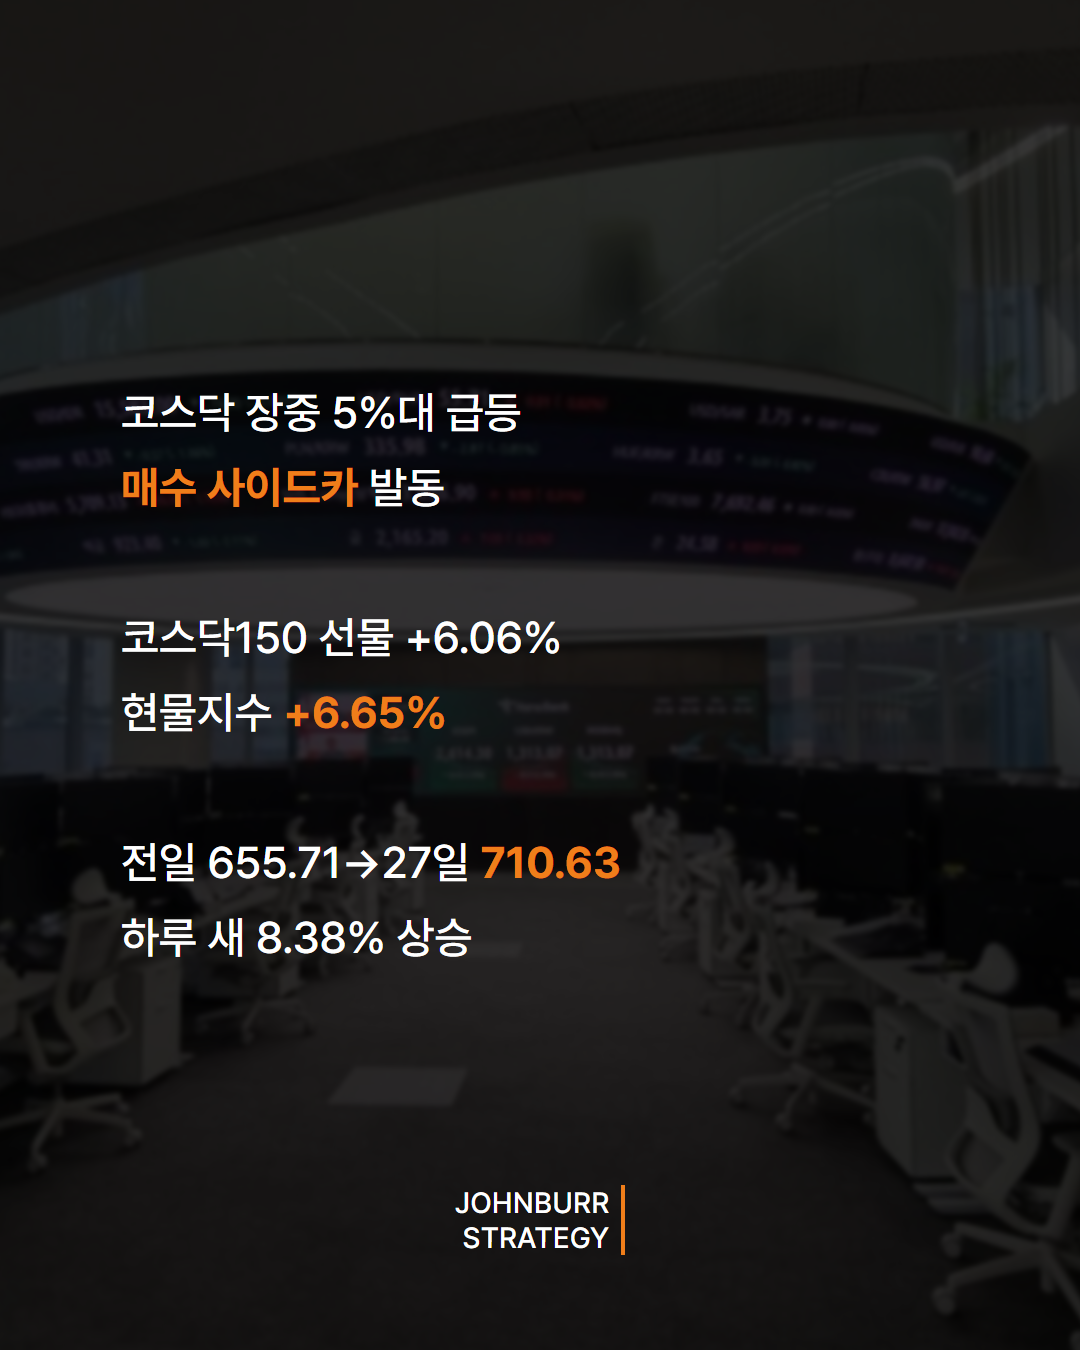 코스닥 장중 5%대 급등
매수 사이드카 발동
코스닥150 선물 +6.06%
현물지수 +6.65%
전일 655.71→27일 710.63
하루 새 8.38% 상승
JOHNBURR
STRATEGY